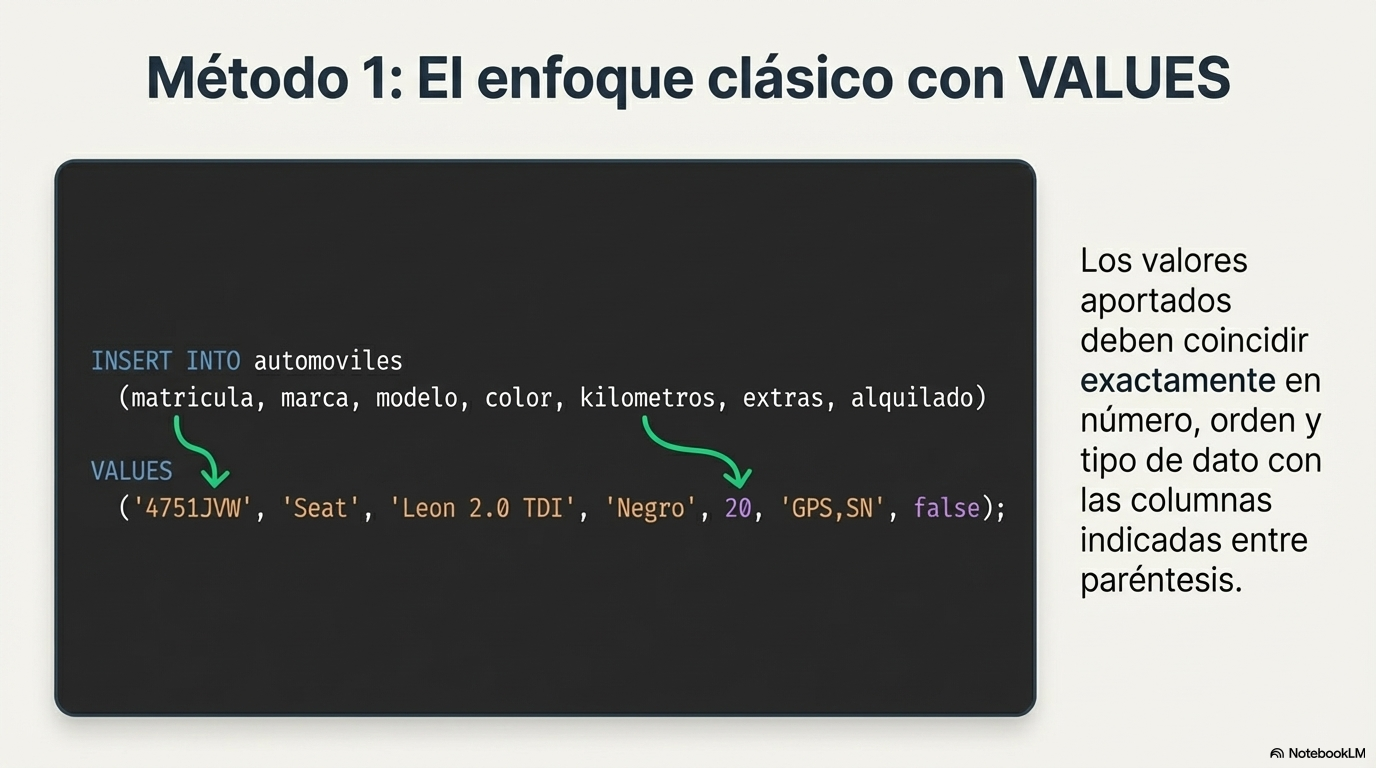 Método 1: El enfoque clásico con VALUES
INSERT INTO automoviles
(matricula, marca, modelo, color, kilometros, extras, alquilado)
VALUES
('4751JVW', 'Seat', 'Leon 2.0 TDI', 'Negro', 20, 'GPS,SN', false);
Los valores
aportados
deben coincidir
exactamente en
número, orden y
tipo de dato con
las columnas
indicadas entre
paréntesis.
NotebookLM